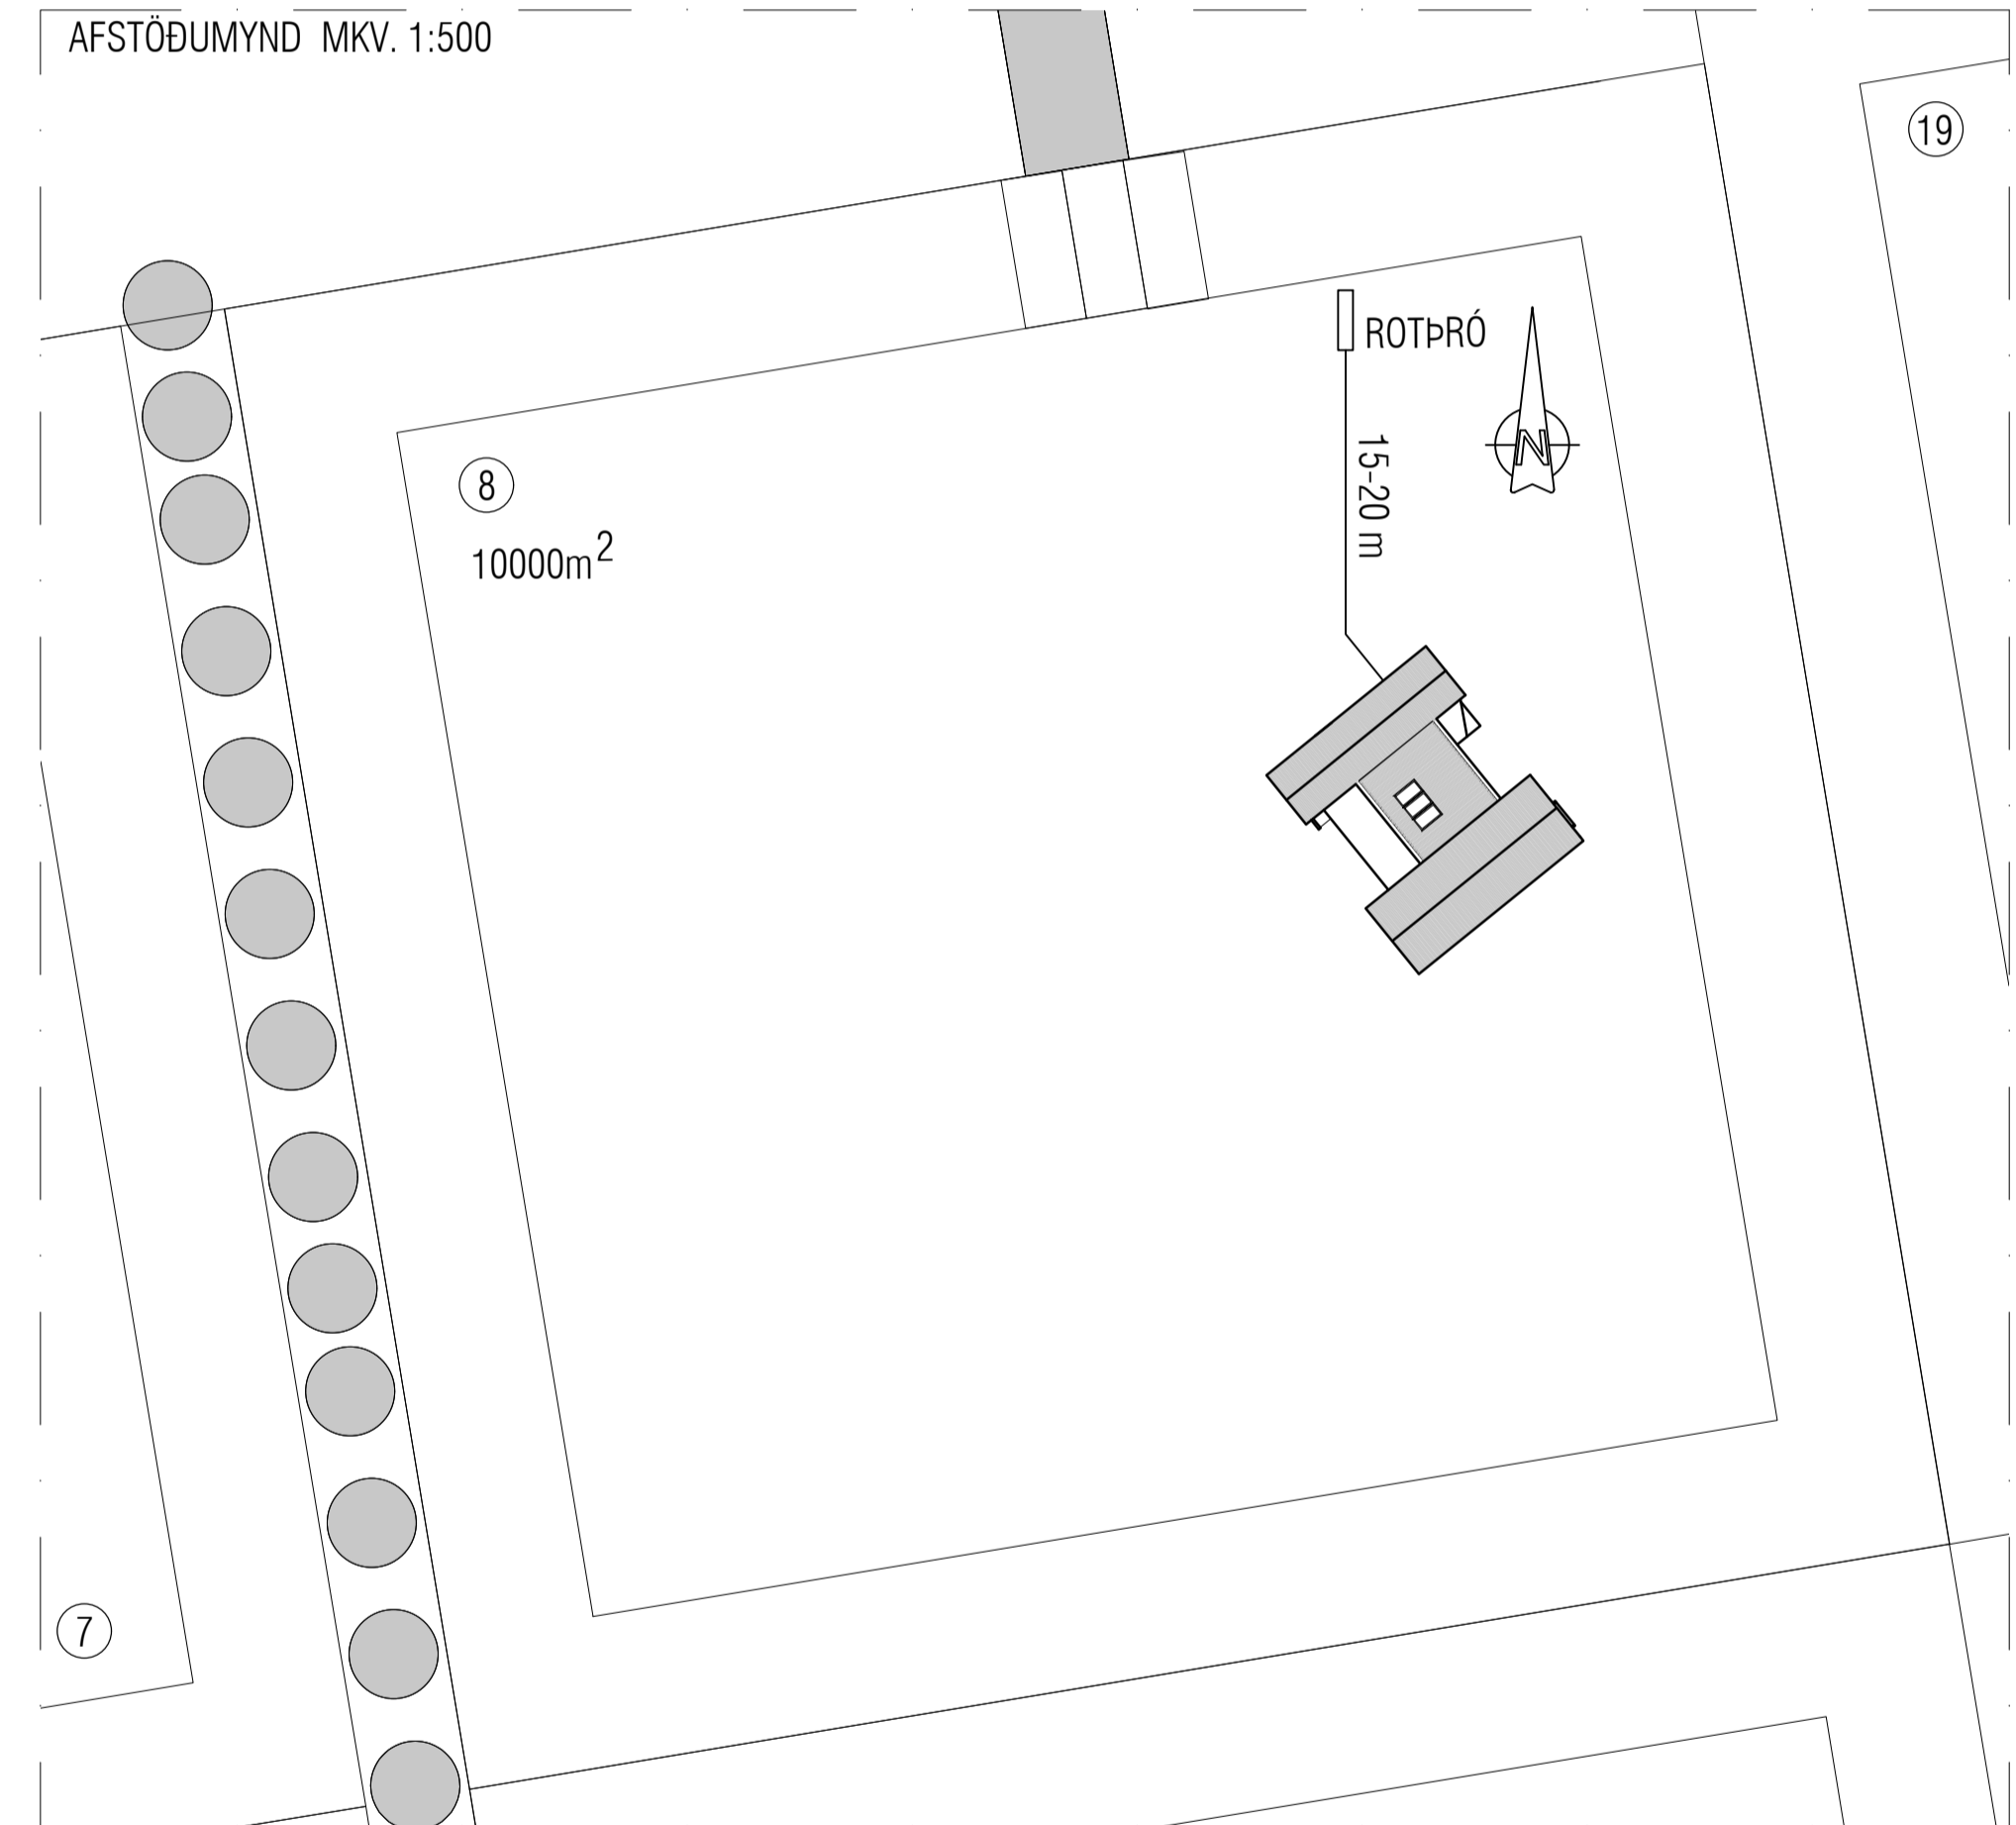 AFSTÖÐUMYND MKV. 1:500
19
ROTÞRÓ
N
15-20 m
8
10000m²
7